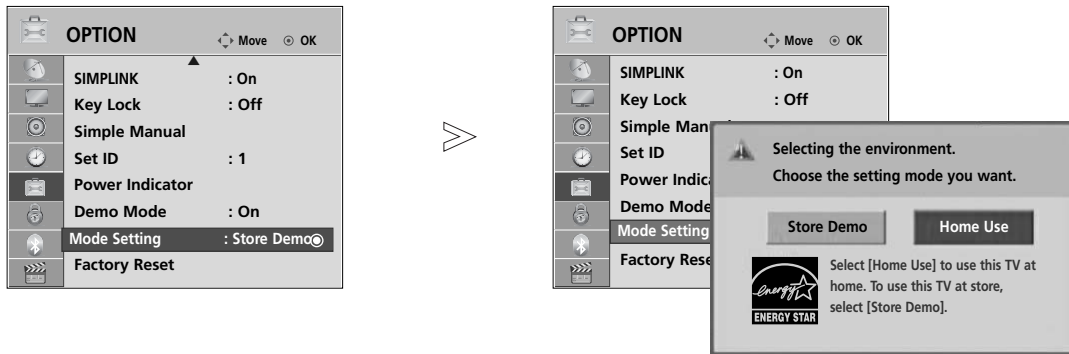 OPTION
Move OK
SIMPLINK : On
Key Lock : Off
Simple Manual
Set ID : 1
Power Indicator
Demo Mode : On
Mode Setting : Store Demo
Factory Reset
OPTION
Move OK
SIMPLINK : On
Key Lock : Off
Simple Man
Set ID
Power Indica
Demo Mode
Mode Setting
Factory Rese
Selecting the environment.
Choose the setting mode you want.
Store Demo
Home Use
energy
ENERGY STAR
Select [Home Use] to use this TV at
home. To use this TV at store,
select [Store Demo].